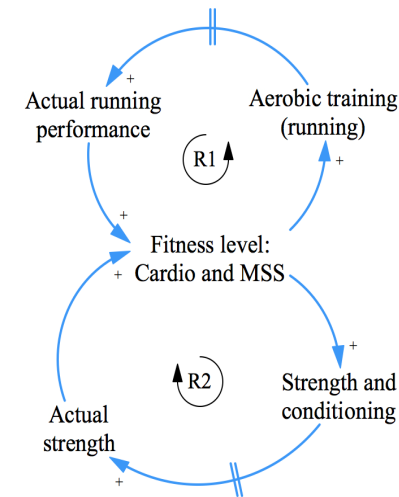 +
Actual running
performance
Aerobic training
(running)
R1
+
+
Fitness level:
Cardio and MSS
+
+
R2
Strength and
conditioning
Actual
strength
+